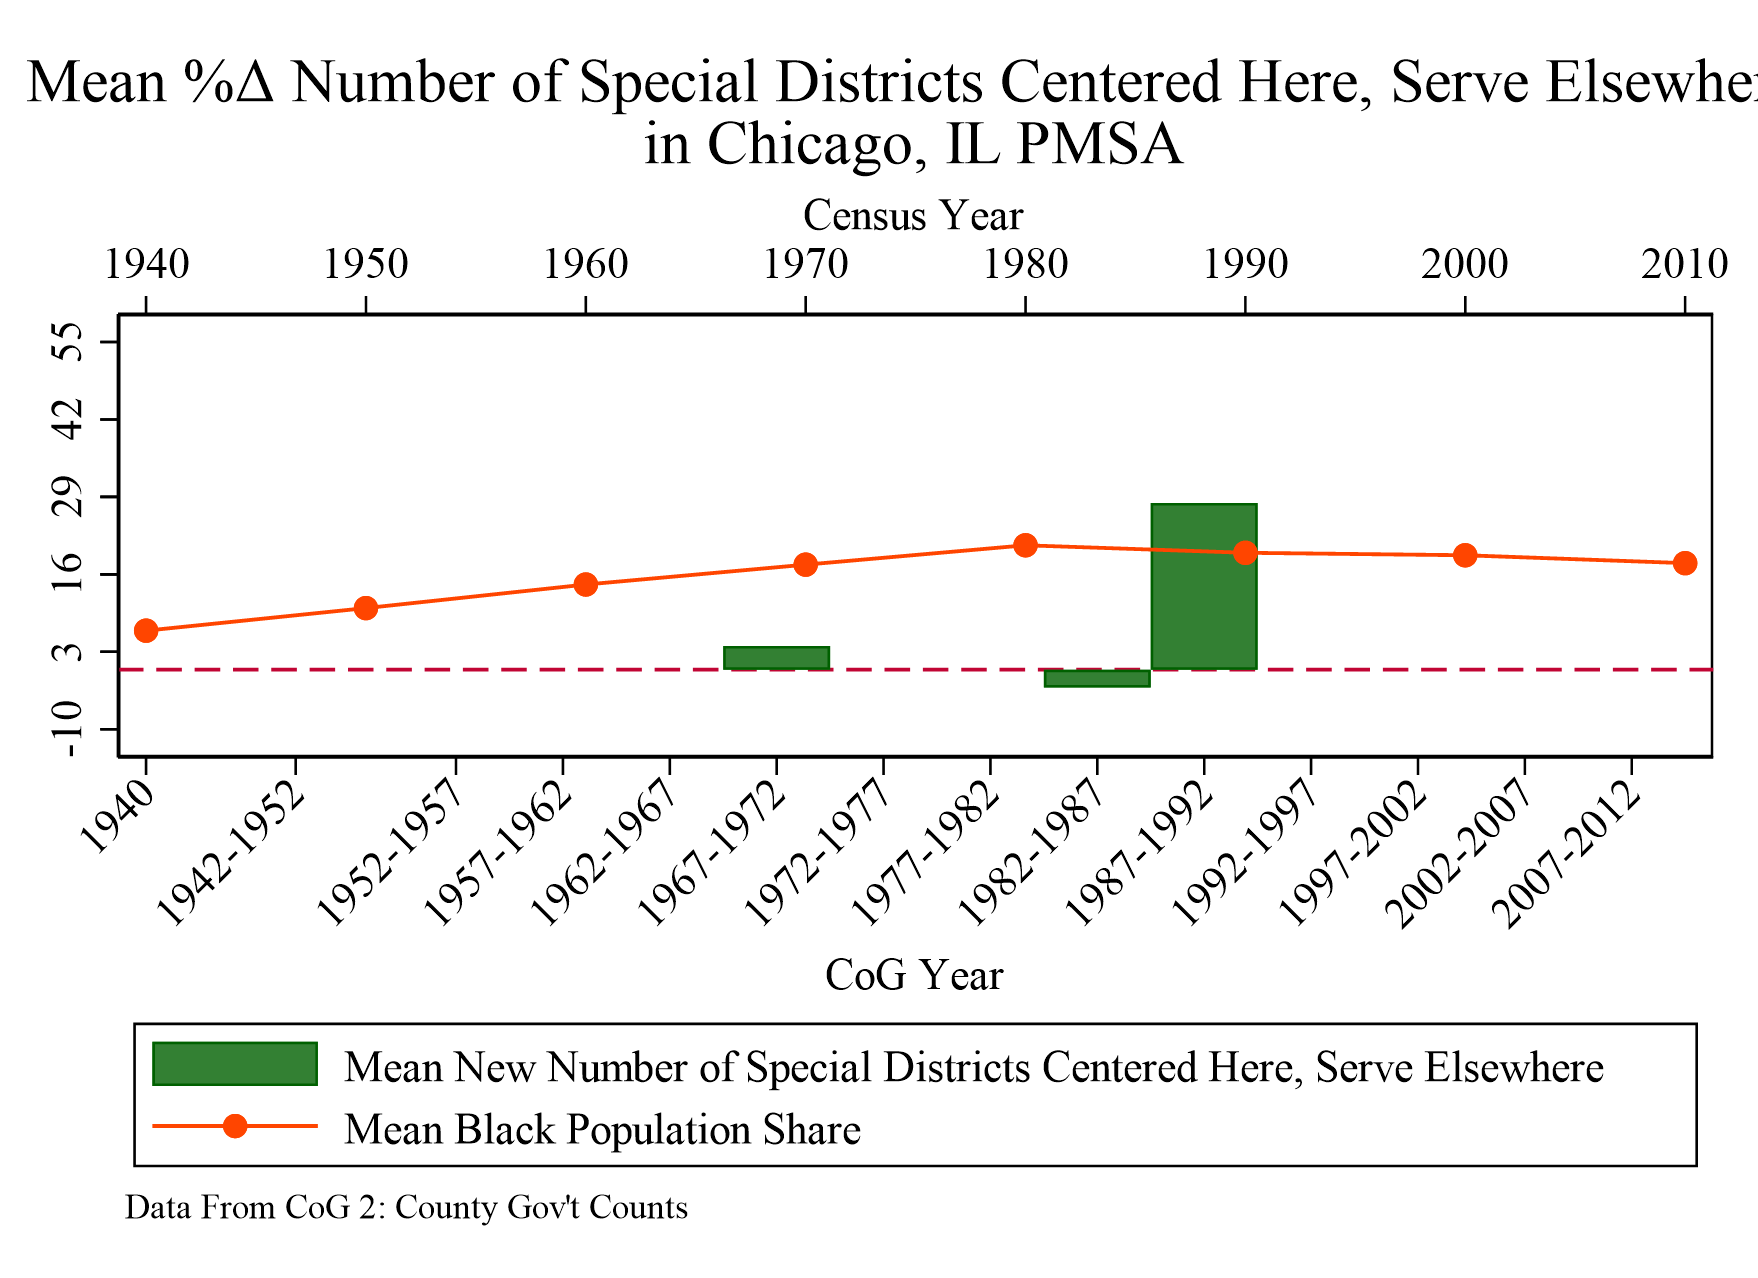 Mean %Δ Number of Special Districts Centered Here, Serve Elsewhe
in Chicago, IL PMSA
Census Year
1940 1950 1960 1970 1980 1990 2000 2010
55
42
29
16
3
-10
1940 1942-1952 1952-1957 1957-1962 1962-1967 1967-1972 1972-1977 1977-1982 1982-1987 1987-1992 1992-1997 1997-2002 2002-2007 2007-2012
CoG Year
Mean New Number of Special Districts Centered Here, Serve Elsewhere
Mean Black Population Share
Data From CoG 2: County Gov't Counts